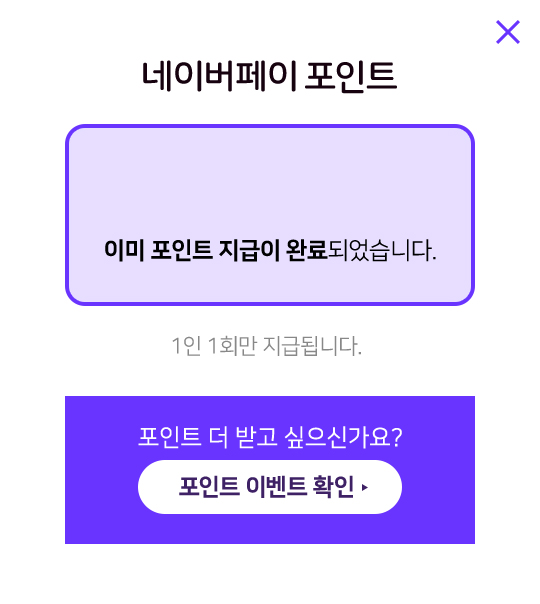 네이버페이 포인트
이미 포인트 지급이 완료되었습니다.
1인 1회만 지급됩니다.
포인트 더 받고 싶으신가요?
포인트 이벤트 확인 ▸